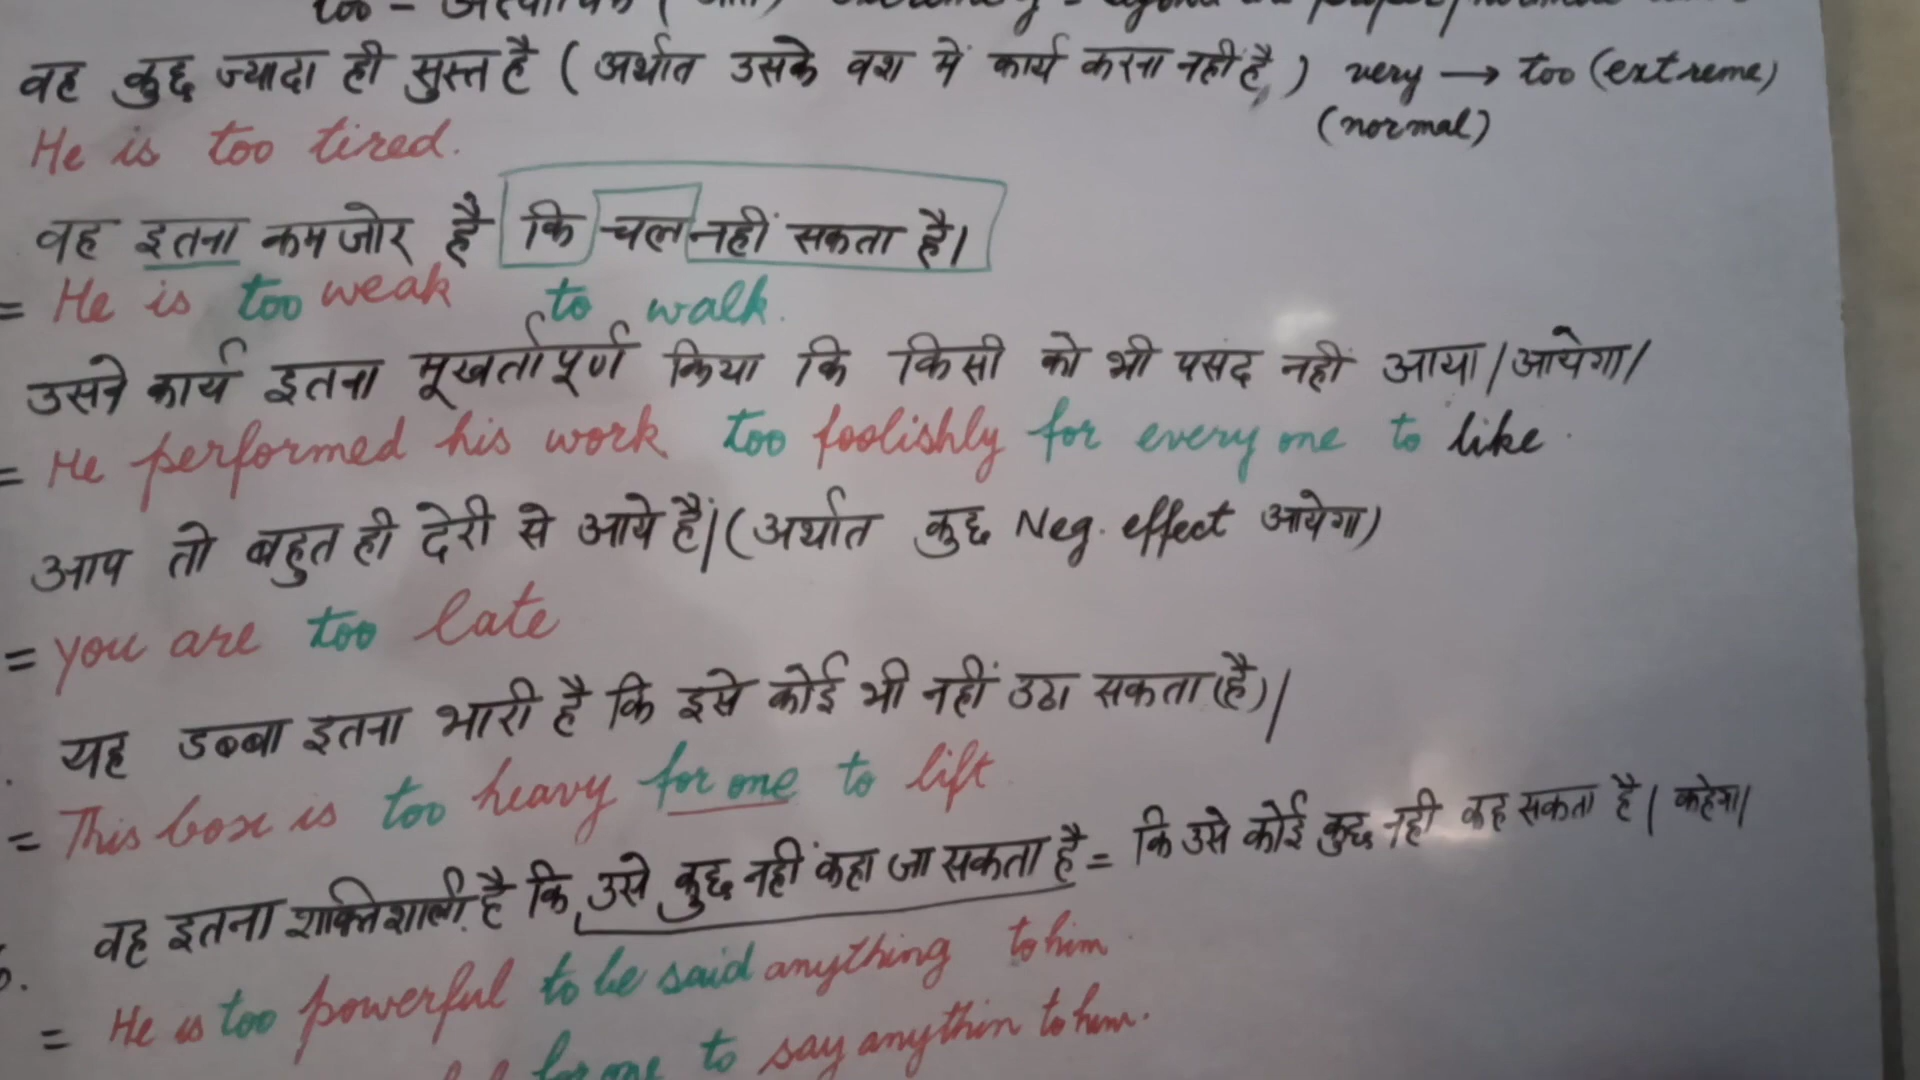 too –
वह कुछ ज्यादा ही सुस्त है ( अर्थात उसके वश में कार्य करना नहीं है, ) very → too (extreme)
(normal)
He is too tired.
वह इतना कमजोर है कि चल नहीं सकता है।
= He is too weak to walk.
उसने कार्य इतना मूर्खतापूर्ण किया कि किसी को भी पसंद नहीं आया / आयेगा/
= He performed his work too foolishly for every one to like.
आप तो बहुत ही देरी से आये हैं| (अर्थात कुछ Neg. effect आयेगा)
= you are too late
यह डब्बा इतना भारी है कि इसे कोई भी नहीं उठा सकता (है) /
= This box is too heavy for one to lift
वह इतना शक्तिशाली है कि उसे कुछ नहीं कहा जा सकता है = कि उसे कोई कुछ नहीं कह सकता है |
= He is too powerful to be said anything to him.
for one to say anythin to him.